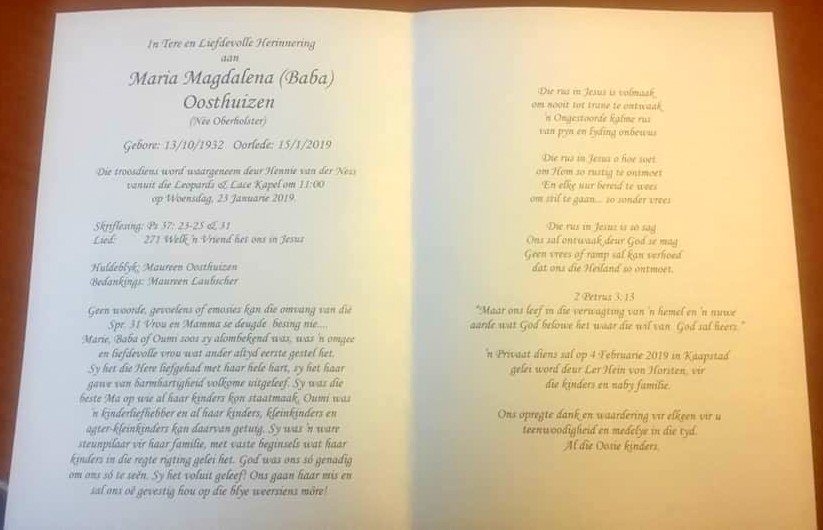 In Tere en Liefdevolle Herinnering
aan
Maria Magdalena (Baba)
Oosthuizen
(Née Oberholster)
Gebore: 13/10/1932 Oorlede: 15/1/2019
Die troosdiens word waargeneem deur Hennie van der Ness
vanuit die Leopards & Lace Kapel om 11:00
op Woensdag, 23 Januarie 2019.
Skriflesing: Ps 37: 23-25 & 31
Lied: 271 Welk 'n Vriend het ons in Jesus
Huldeblyk: Maureen Oosthuizen
Bedankings: Maureen Laubscher
Geen woorde, gevoelens of emosies kan die omvang van die
Spr. 31 Vrou en Mamma se deugde besing nie....
Marie, Baba of Oumi soos sy alombekend was, was 'n omgee
en liefdevolle vrou wat ander altyd eerste gestel het.
Sy het die Here liefgehad met haar hele hart, sy het haar
gawe van barmhartigheid volkome uitgeleef. Sy was die
beste Ma op wie al haar kinders kon staatmaak. Oumi was
'n kinderliefhebber en al haar kinders, kleinkinders en
agter-kleinkinders kan daarvan getuig. Sy was 'n ware
steunpilaar vir haar familie, met vaste beginsels wat haar
kinders in die regte rigting gelei het. God was ons só genadig
om ons só te seën. Sy het voluit geleef! Ons gaan haar mis en
sal ons oë gevestig hou op die blye weersiens môre!
Die rus in Jesus is volmaak
om nooit tot trane te ontwaak
'n Ongestoorde kalme rus
van pyn en lyding onbewus
Die rus in Jesus o hoe soet
om Hom so rustig te ontmoet
En elke uur bereid te wees
om stil te gaan... so sonder vrees
Die rus in Jesus is so sag
Ons sal ontwaak deur God se mag
Geen vrees of ramp sal kan verhoed
dat ons die Heiland so ontmoet.
2 Petrus 3:13
"Maar ons leef in die verwagting van 'n hemel en 'n nuwe
aarde wat God belowe het waar die wil van God sal heers."
'n Privaat diens sal op 4 Februarie 2019 in Kaapstad
gelei word deur Ler Hein von Horsten, vir
die kinders en naby familie.
Ons opregte dank en waardering vir elkeen vir u
teenwoodigheid en medelye in die tyd.
Al die Oosie kinders.